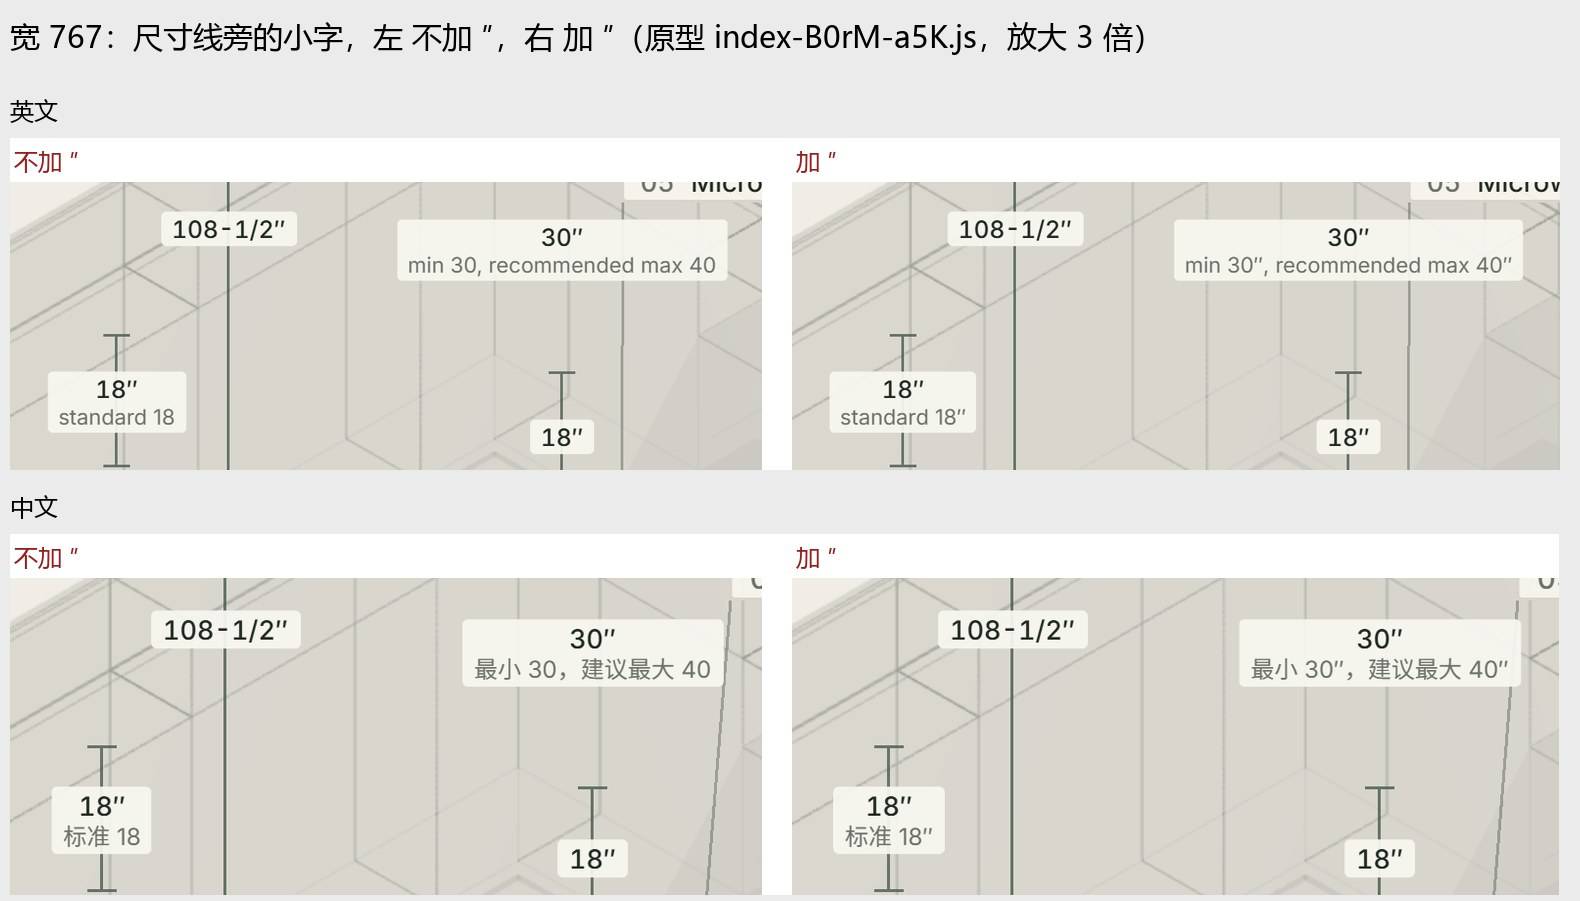 宽 767：尺寸线旁的小字，左 不加 ″，右 加 ″（原型 index-B0rM-a5K.js，放大 3 倍）
英文
不加 ″
加 ″
05 Micro
05 Microw
108-1/2″
30″
min 30, recommended max 40
18″
standard 18
18″
108-1/2″
30″
min 30″, recommended max 40″
18″
standard 18″
18″
中文
不加 ″
加 ″
108-1/2″
30″
最小 30，建议最大 40
18″
标准 18
18″
108-1/2″
30″
最小 30″，建议最大 40″
18″
标准 18″
18″